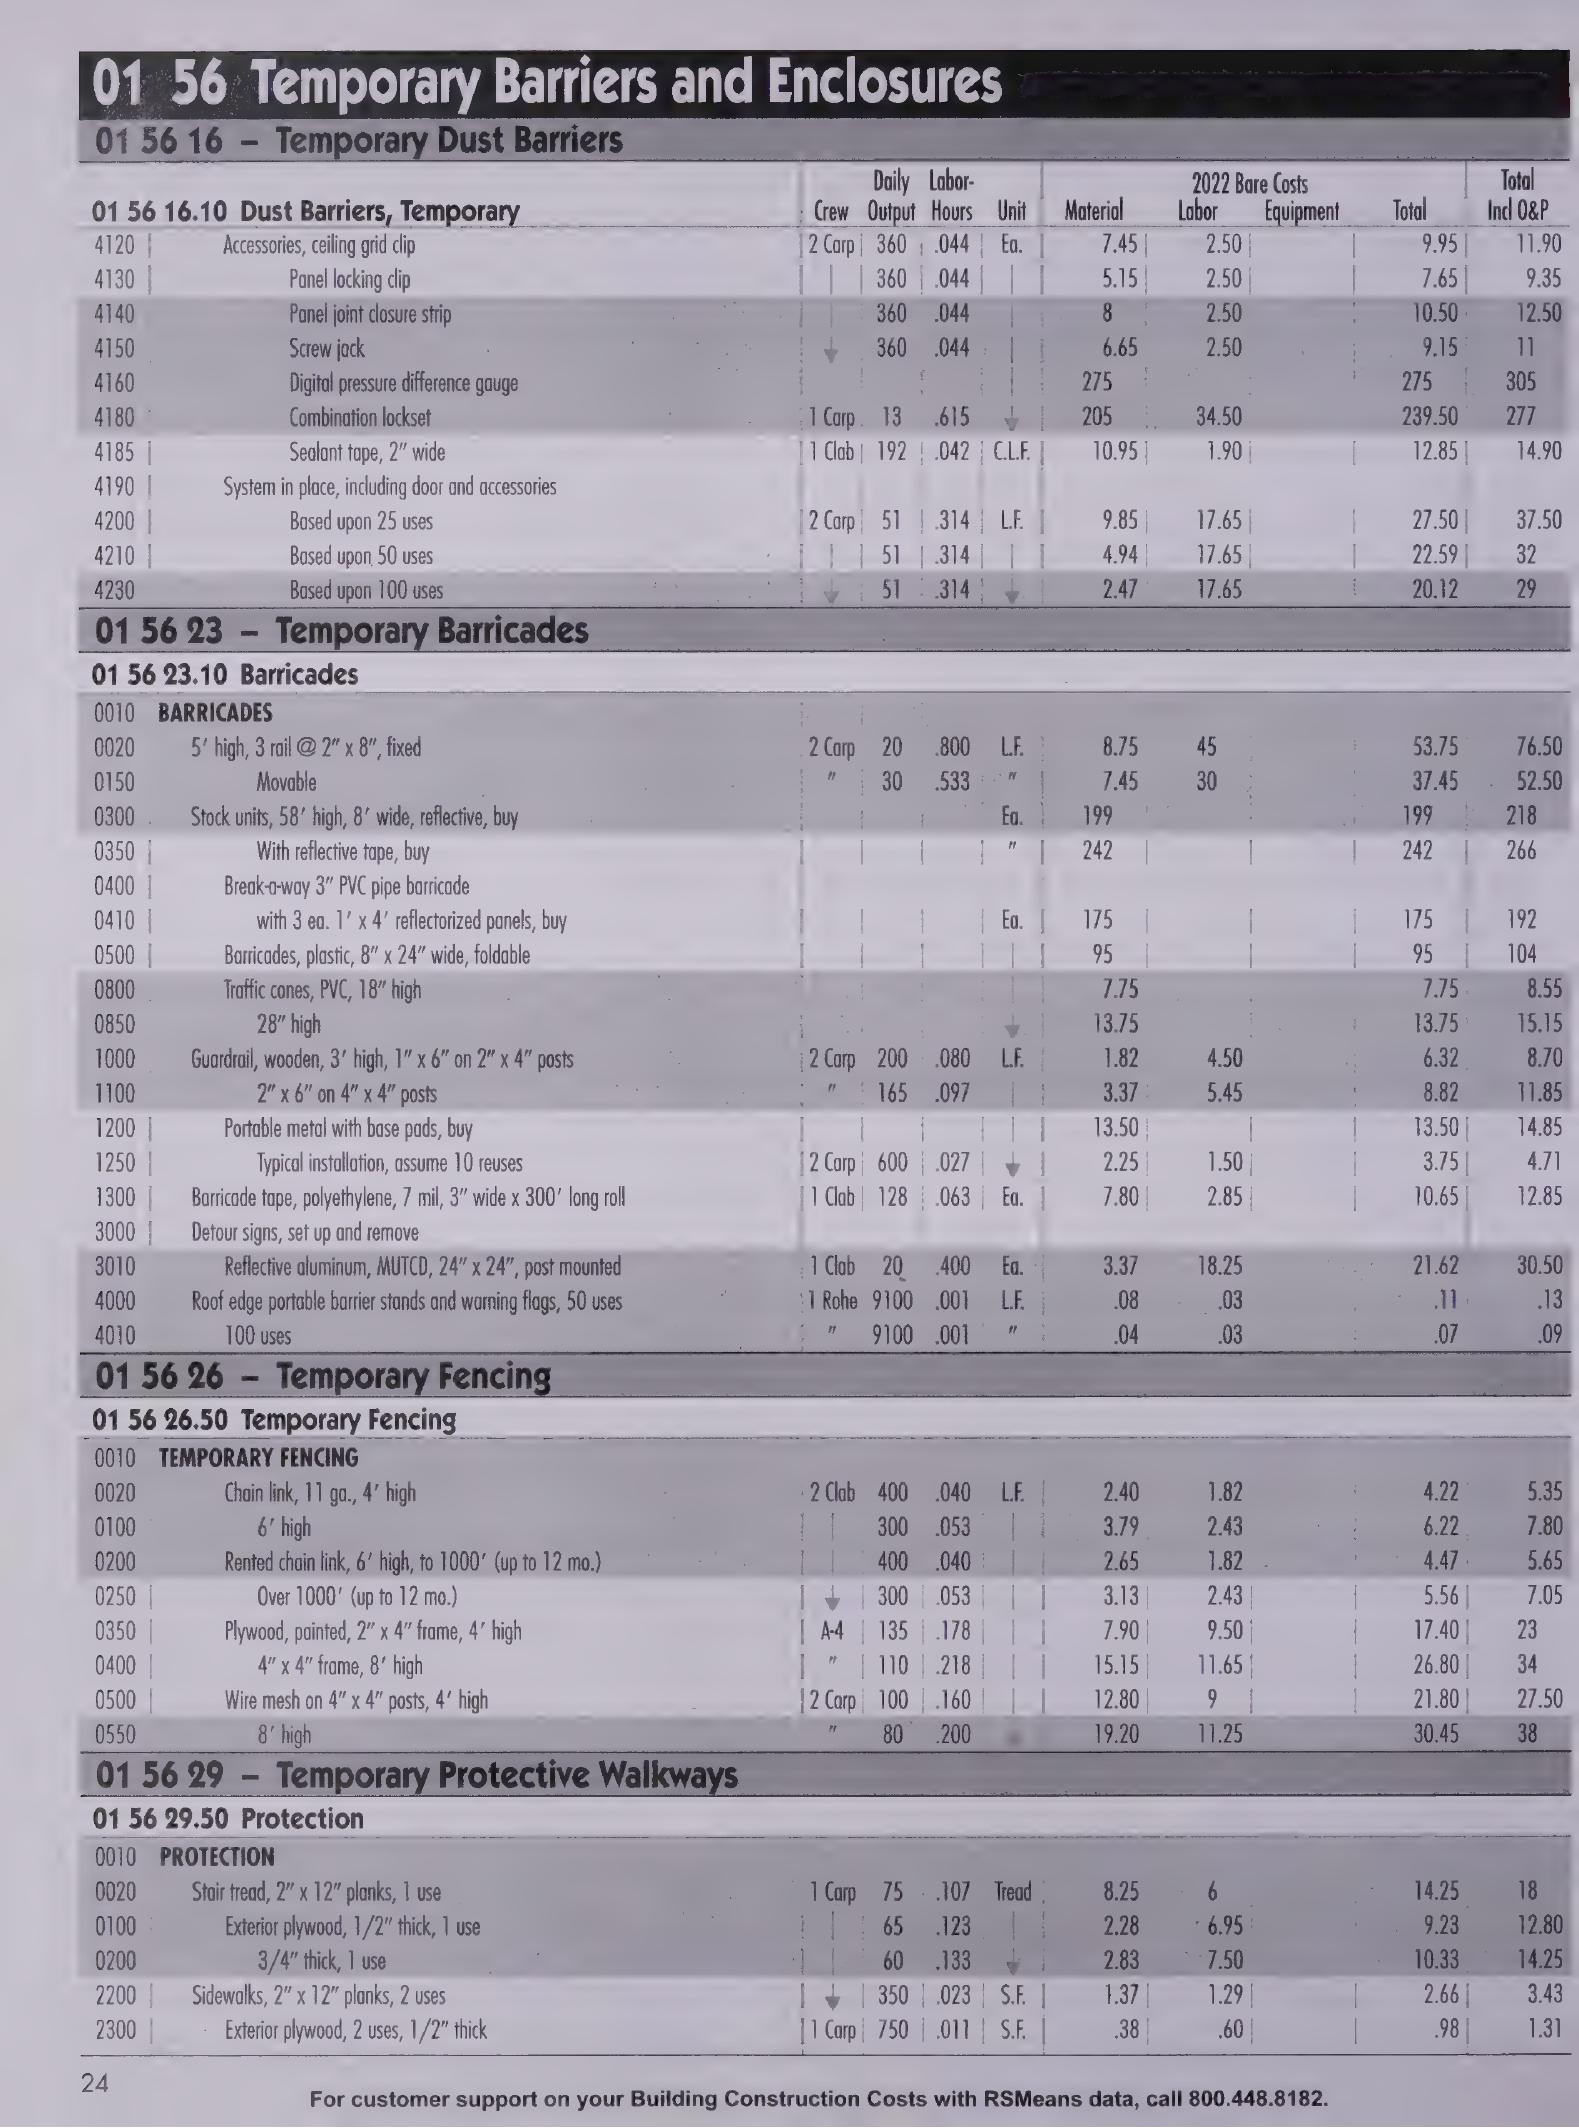 01 56 Temporary Barriers and Enclosures
01 56 16 – Temporary Dust Barriers
Daily Labor- 2022 Bare Costs Total
01 56 16.10 Dust Barriers, Temporary Crew Output Hours Unit Material Labor Equipment Total Incl O&P
4120 Accessories, ceiling grid clip 2 Carp 360 .044 Ea. 7.45 2.50 9.95 11.90
4130 Panel locking clip 360 .044 5.15 2.50 7.65 9.35
4140 Panel joint closure strip 360 .044 8 2.50 10.50 12.50
4150 Screw jack 360 .044 6.65 2.50 9.15 11
4160 Digital pressure difference gauge 275 275 305
4180 Combination lockset 1 Carp 13 .615 205 34.50 239.50 277
4185 Sealant tape, 2" wide 1 Clab 192 .042 C.L.F. 10.95 1.90 12.85 14.90
4190 System in place, including door and accessories
4200 Based upon 25 uses 2 Carp 51 .314 L.F. 9.85 17.65 27.50 37.50
4210 Based upon 50 uses 51 .314 4.94 17.65 22.59 32
4230 Based upon 100 uses 51 .314 2.47 17.65 20.12 29
01 56 23 – Temporary Barricades
01 56 23.10 Barricades
0010 BARRICADES
0020 5' high, 3 rail @ 2" x 8", fixed 2 Carp 20 .800 L.F. 8.75 45 53.75 76.50
0150 Movable " 30 .533 " 7.45 30 37.45 52.50
0300 Stock units, 58' high, 8' wide, reflective, buy Ea. 199 199 218
0350 With reflective tape, buy " 242 242 266
0400 Break-a-way 3" PVC pipe barricade
0410 with 3 ea. 1' x 4' reflectorized panels, buy Ea. 175 175 192
0500 Barricades, plastic, 8" x 24" wide, foldable 95 95 104
0800 Traffic cones, PVC, 18" high 7.75 7.75 8.55
0850 28" high 13.75 13.75 15.15
1000 Guardrail, wooden, 3' high, 1" x 6" on 2" x 4" posts 2 Carp 200 .080 L.F. 1.82 4.50 6.32 8.70
1100 2" x 6" on 4" x 4" posts " 165 .097 3.37 5.45 8.82 11.85
1200 Portable metal with base pads, buy 13.50 13.50 14.85
1250 Typical installation, assume 10 reuses 2 Carp 600 .027 2.25 1.50 3.75 4.71
1300 Barricade tape, polyethylene, 7 mil, 3" wide x 300' long roll 1 Clab 128 .063 Ea. 7.80 2.85 10.65 12.85
3000 Detour signs, set up and remove
3010 Reflective aluminum, MUTCD, 24" x 24", post mounted 1 Clab 20 .400 Ea. 3.37 18.25 21.62 30.50
4000 Roof edge portable barrier stands and warning flags, 50 uses 1 Rohe 9100 .001 L.F. .08 .03 .11 .13
4010 100 uses " 9100 .001 " .04 .03 .07 .09
01 56 26 – Temporary Fencing
01 56 26.50 Temporary Fencing
0010 TEMPORARY FENCING
0020 Chain link, 11 ga., 4' high 2 Clab 400 .040 L.F. 2.40 1.82 4.22 5.35
0100 6' high 300 .053 3.79 2.43 6.22 7.80
0200 Rented chain link, 6' high, to 1000' (up to 12 mo.) 400 .040 2.65 1.82 4.47 5.65
0250 Over 1000' (up to 12 mo.) 300 .053 3.13 2.43 5.56 7.05
0350 Plywood, painted, 2" x 4" frame, 4' high A-4 135 .178 7.90 9.50 17.40 23
0400 4" x 4" frame, 8' high " 110 .218 15.15 11.65 26.80 34
0500 Wire mesh on 4" x 4" posts, 4' high 2 Carp 100 .160 12.80 9 21.80 27.50
0550 8' high " 80 .200 19.20 11.25 30.45 38
01 56 29 – Temporary Protective Walkways
01 56 29.50 Protection
0010 PROTECTION
0020 Stair tread, 2" x 12" planks, 1 use 1 Carp 75 .107 Tread 8.25 6 14.25 18
0100 Exterior plywood, 1/2" thick, 1 use 65 .123 2.28 6.95 9.23 12.80
0200 3/4" thick, 1 use 60 .133 2.83 7.50 10.33 14.25
2200 Sidewalks, 2" x 12" planks, 2 uses 350 .023 S.F. 1.37 1.29 2.66 3.43
2300 Exterior plywood, 2 uses, 1/2" thick 1 Carp 750 .011 S.F. .38 .60 .98 1.31
24
For customer support on your Building Construction Costs with RSMeans data, call 800.448.8182.